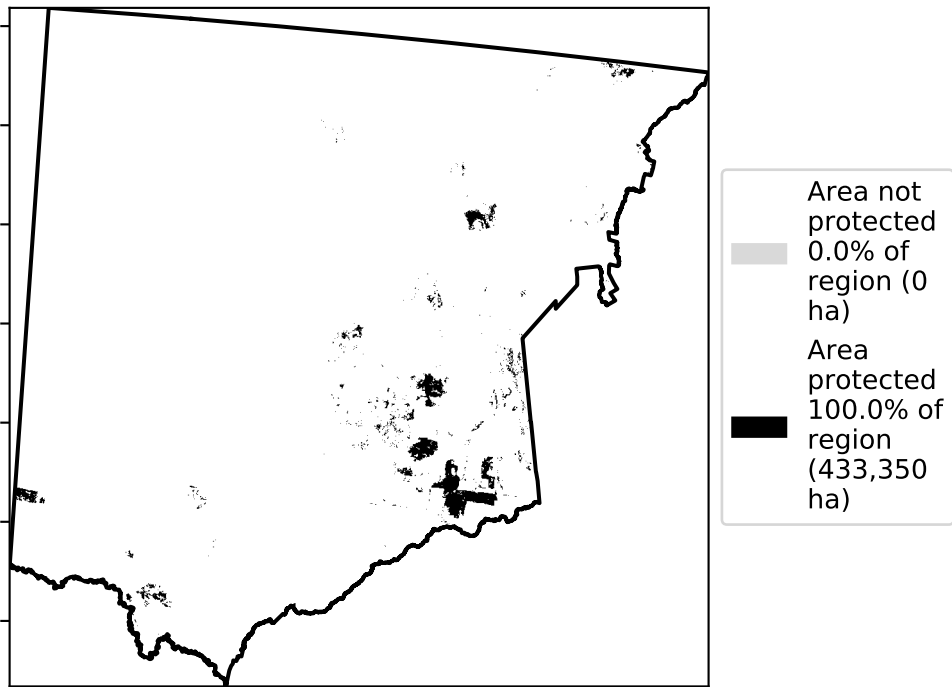 Area not
protected
0.0% of
region (0
ha)
Area
protected
100.0% of
region
(433,350
ha)